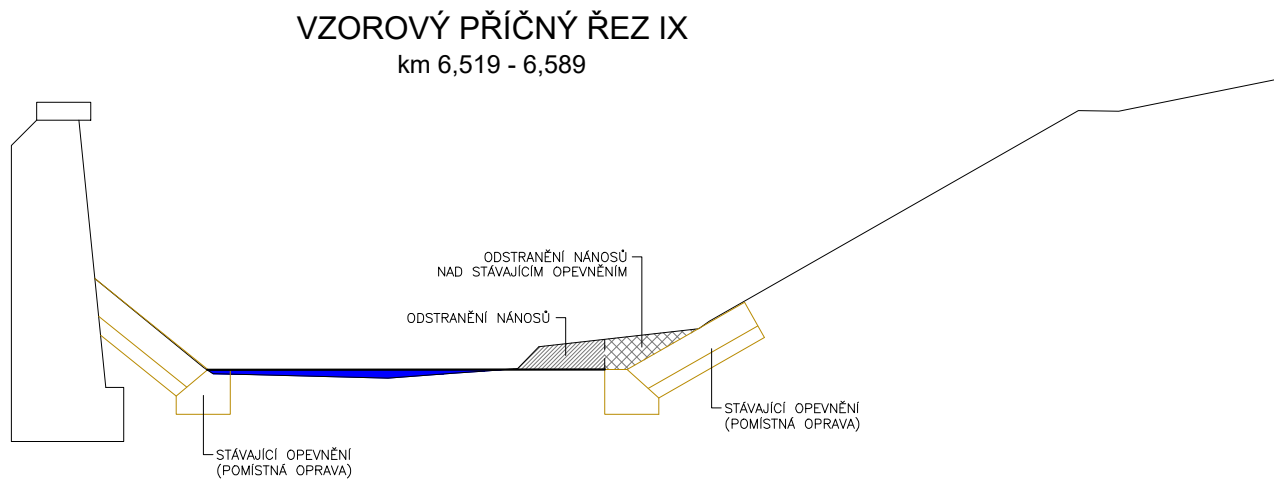 VZOROVÝ PŘÍČNÝ ŘEZ IX
km 6,519 - 6,589
ODSTRANĚNÍ NÁNOSŮ
NAD STÁVAJÍCÍM OPEVNĚNÍM
ODSTRANĚNÍ NÁNOSŮ
STÁVAJÍCÍ OPEVNĚNÍ
(POMÍSTNÁ OPRAVA)
STÁVAJÍCÍ OPEVNĚNÍ
(POMÍSTNÁ OPRAVA)